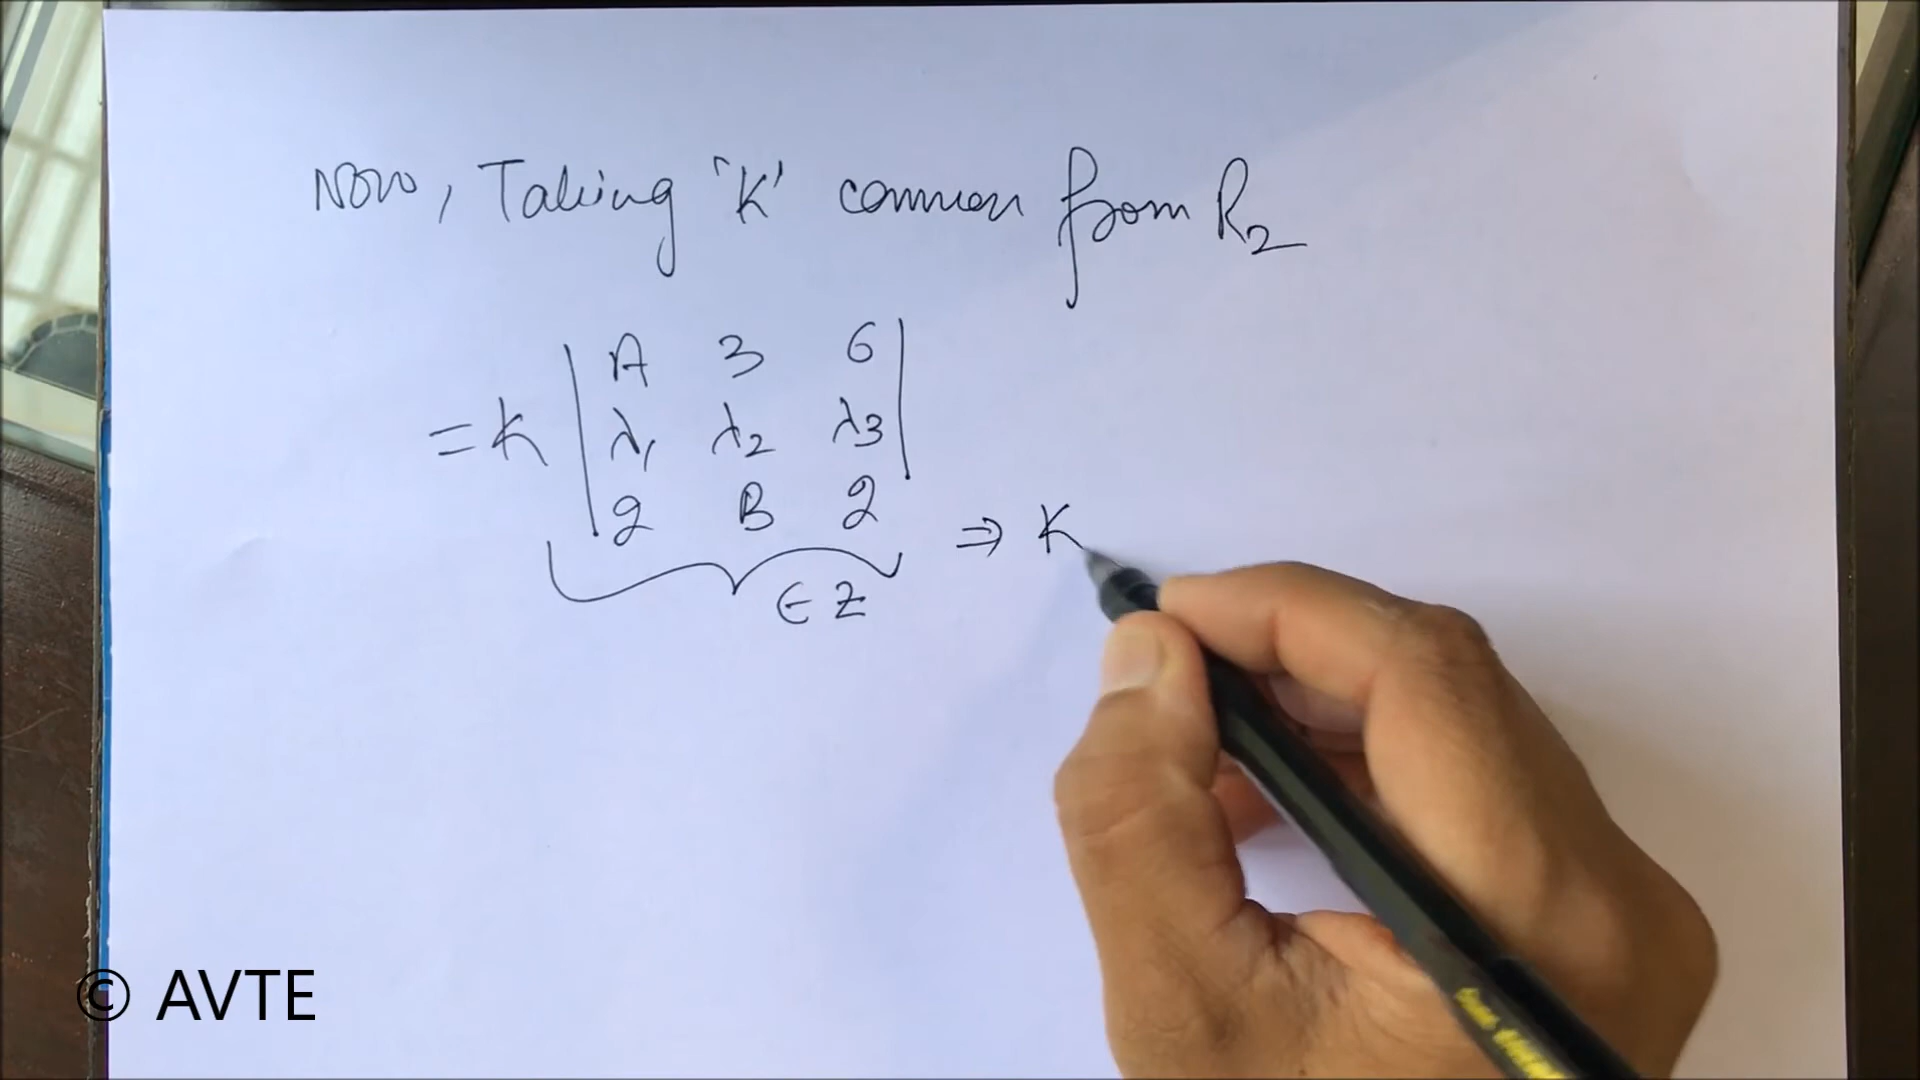 Now, Taking 'K' common from R2
= K | A 3 6 |
λ1 λ2 λ3
2 B 2
∈ Z ⇒ K
© AVTE